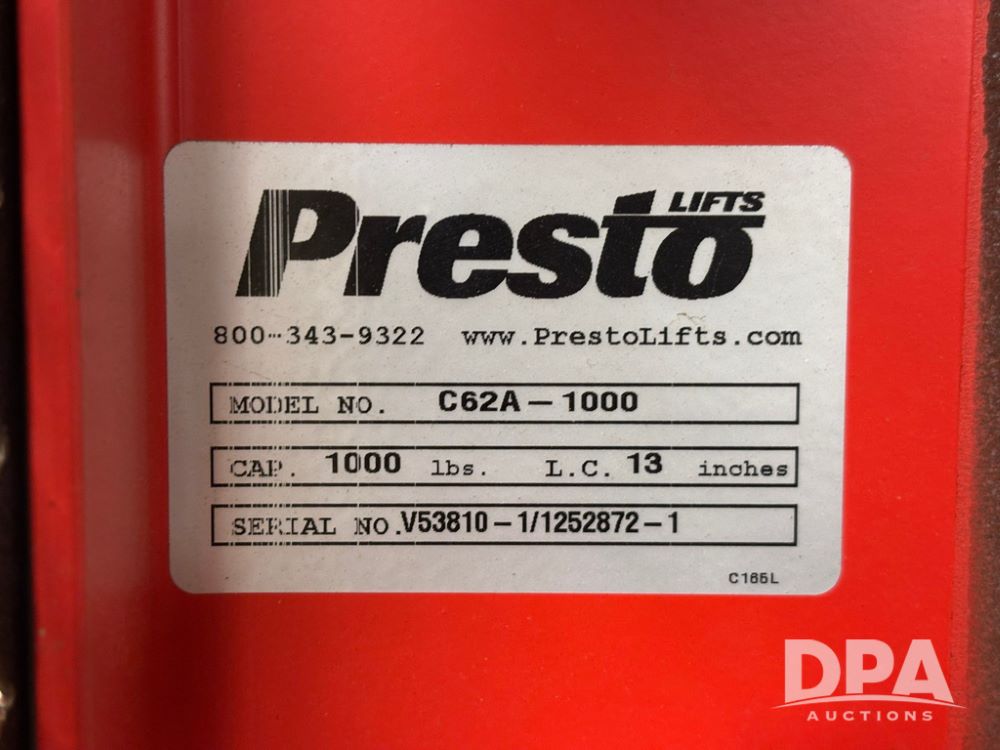 Presto LIFTS
800-343-9322 www.PrestoLifts.com
MODEL NO. C62A-1000
CAP. 1000 lbs. L.C. 13 inches
SERIAL NO. V53810-1/1252872-1
C165L
DPA
AUCTIONS